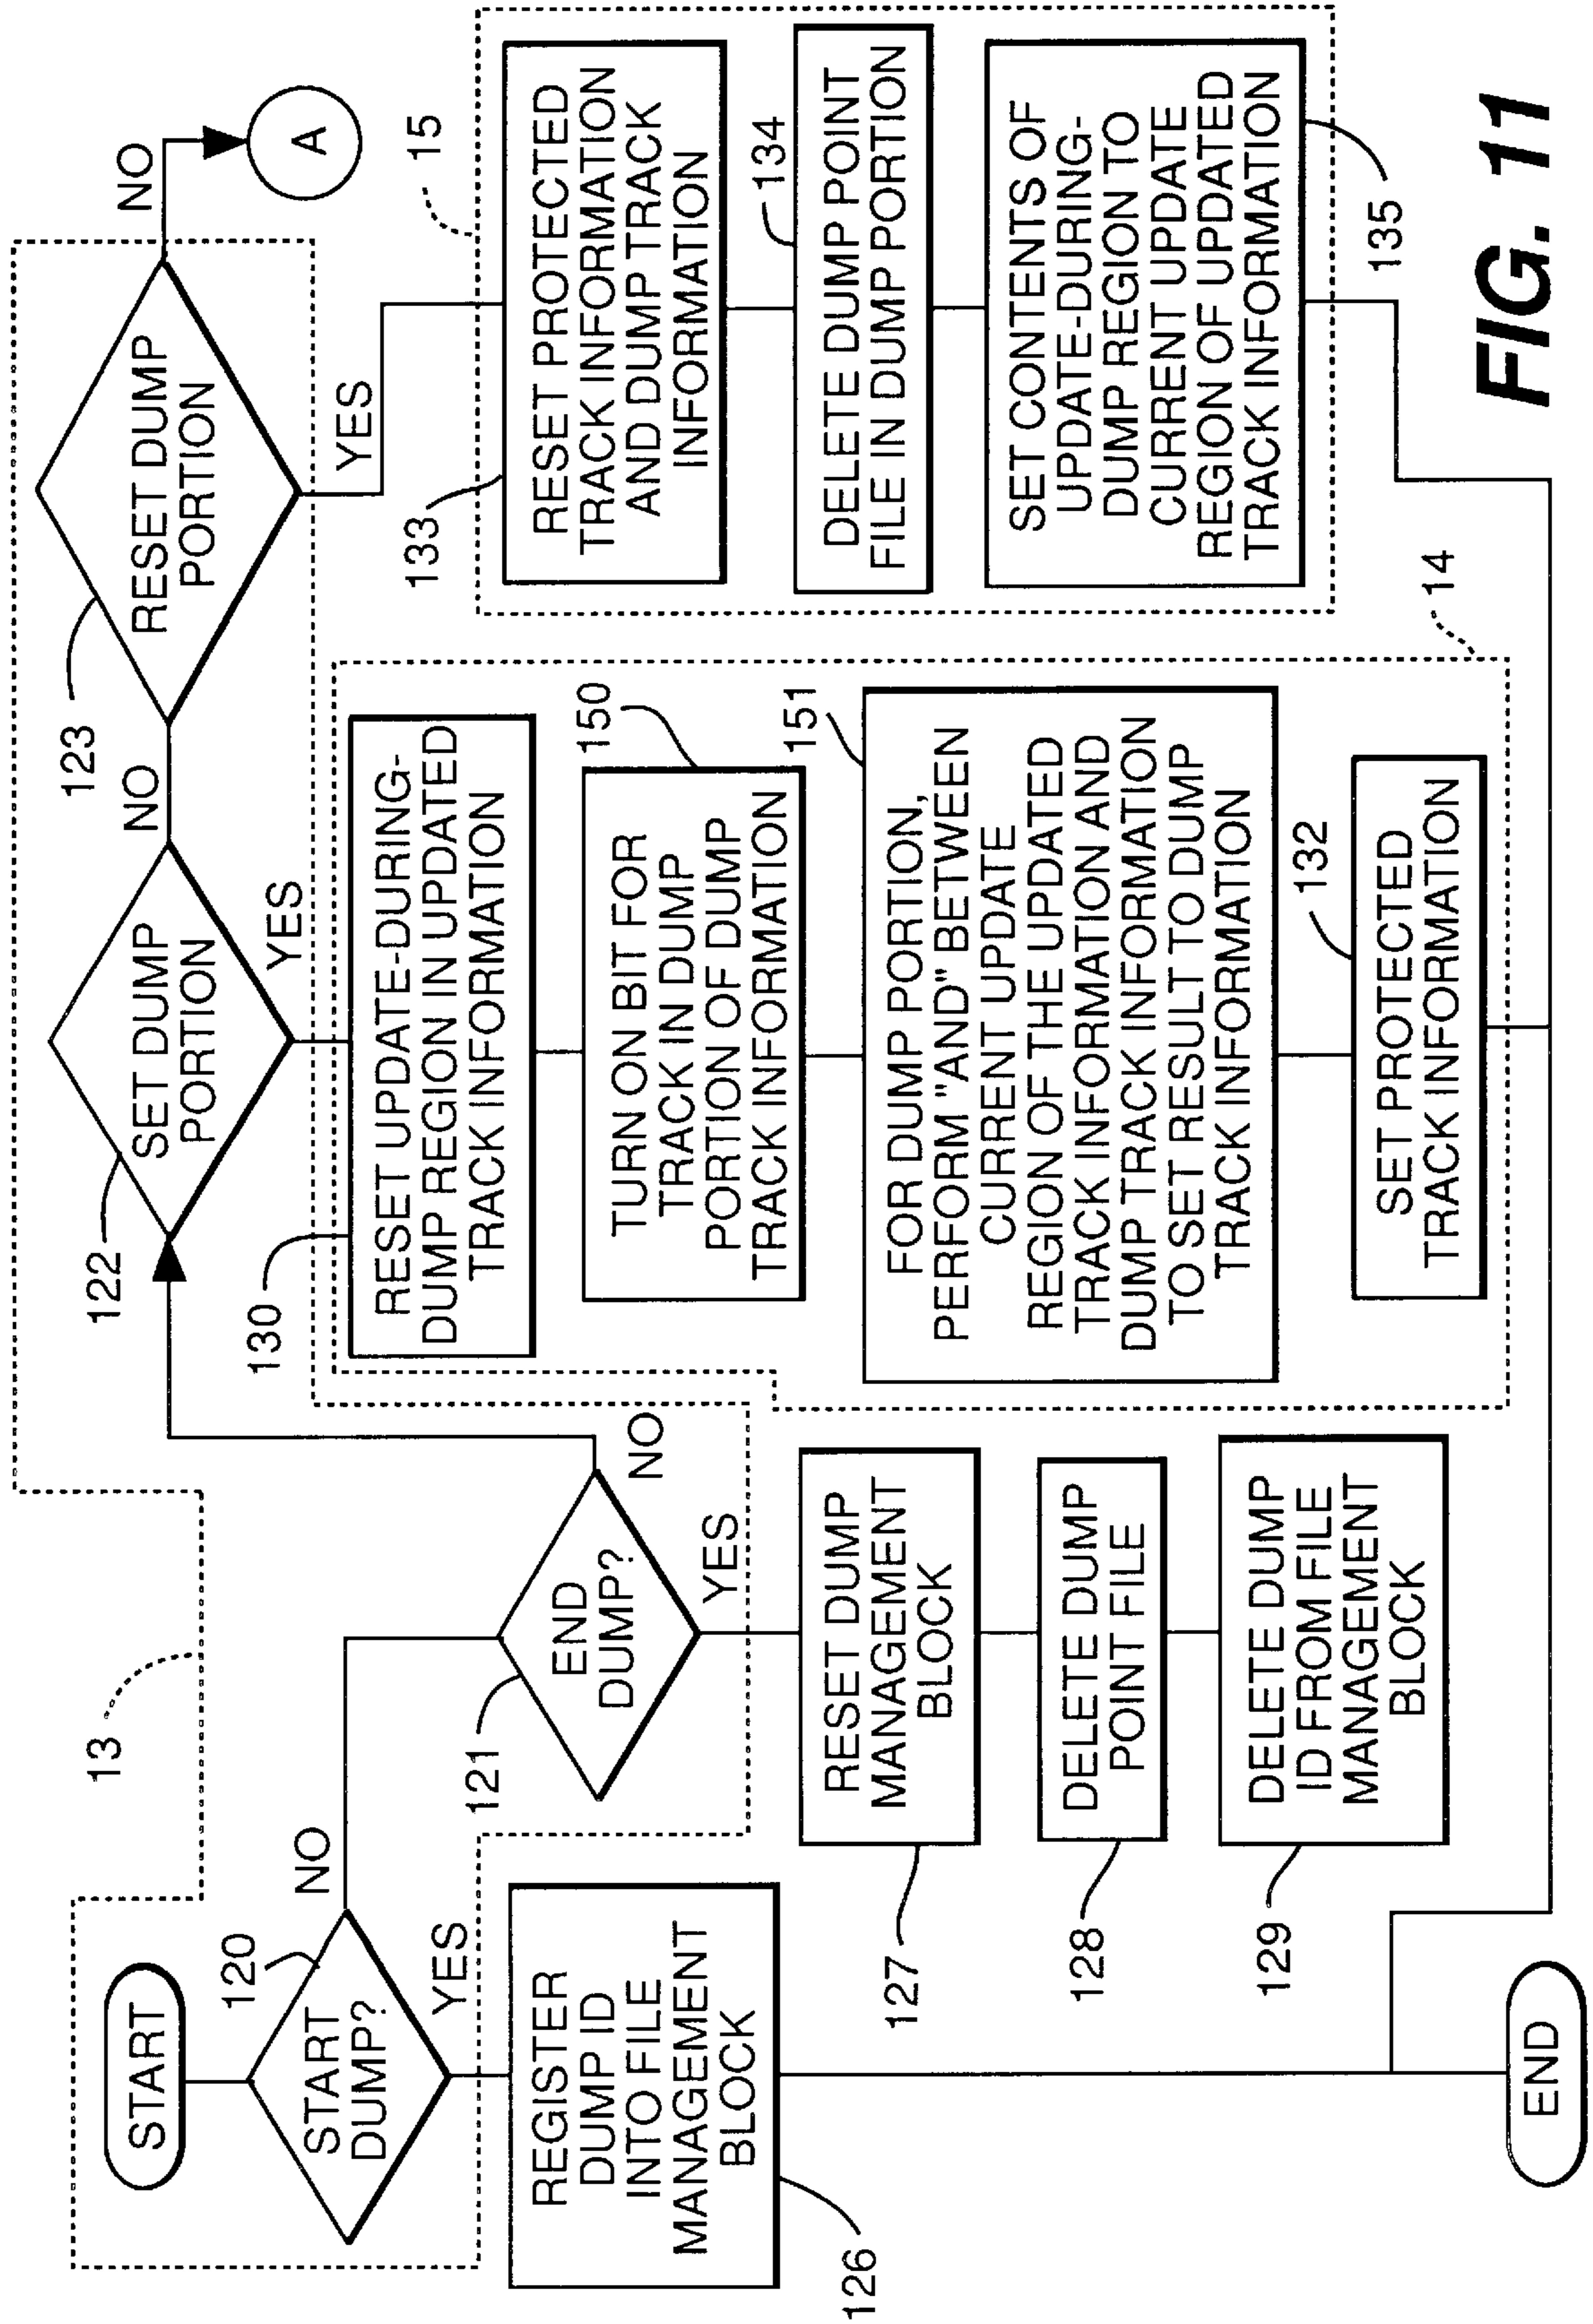 START
START
DUMP?
120
NO
YES
REGISTER
DUMP ID
INTO FILE
MANAGEMENT
BLOCK
126
END
13
END
DUMP?
121
NO
YES
RESET DUMP
MANAGEMENT
BLOCK
127
DELETE DUMP
POINT FILE
128
DELETE DUMP
ID FROM FILE
MANAGEMENT
BLOCK
129
SET DUMP
PORTION
122
NO
YES
130
RESET UPDATE-DURING-
DUMP REGION IN UPDATED
TRACK INFORMATION
150
TURN ON BIT FOR
TRACK IN DUMP
PORTION OF DUMP
TRACK INFORMATION
151
FOR DUMP PORTION,
PERFORM "AND" BETWEEN
CURRENT UPDATE
REGION OF THE UPDATED
TRACK INFORMATION AND
DUMP TRACK INFORMATION
TO SET RESULT TO DUMP
TRACK INFORMATION
132
SET PROTECTED
TRACK INFORMATION
14
RESET DUMP
PORTION
123
NO
A
YES
15
133
RESET PROTECTED
TRACK INFORMATION
AND DUMP TRACK
INFORMATION
134
DELETE DUMP POINT
FILE IN DUMP PORTION
SET CONTENTS OF
UPDATE-DURING-
DUMP REGION TO
CURRENT UPDATE
REGION OF UPDATED
TRACK INFORMATION
135
FIG. 11